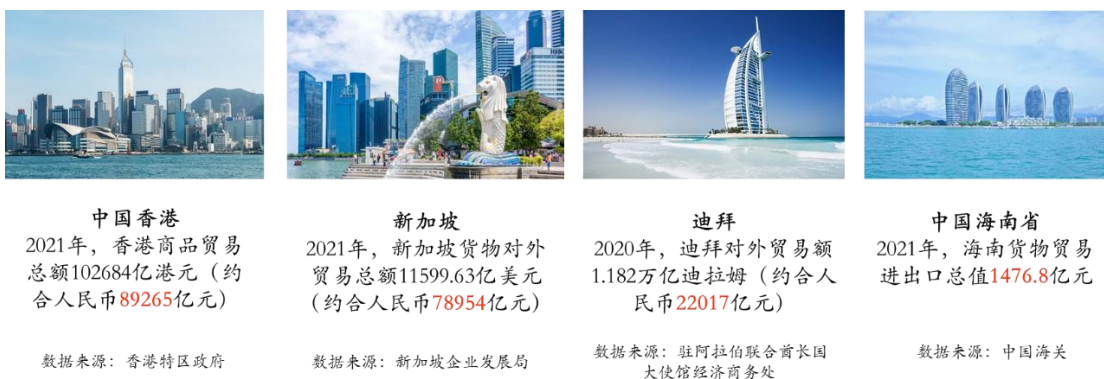 中国香港
2021年，香港商品贸易
总额102684亿港元（约
合人民币89265亿元）
数据来源：香港特区政府
新加坡
2021年，新加坡货物对外
贸易总额11599.63亿美元
（约合人民币78954亿元）
数据来源：新加坡企业发展局
迪拜
2020年，迪拜对外贸易额
1.182万亿迪拉姆（约合人
民币22017亿元）
数据来源：驻阿拉伯联合酋长国
大使馆经济商务处
中国海南省
2021年，海南货物贸易
进出口总值1476.8亿元
数据来源：中国海关